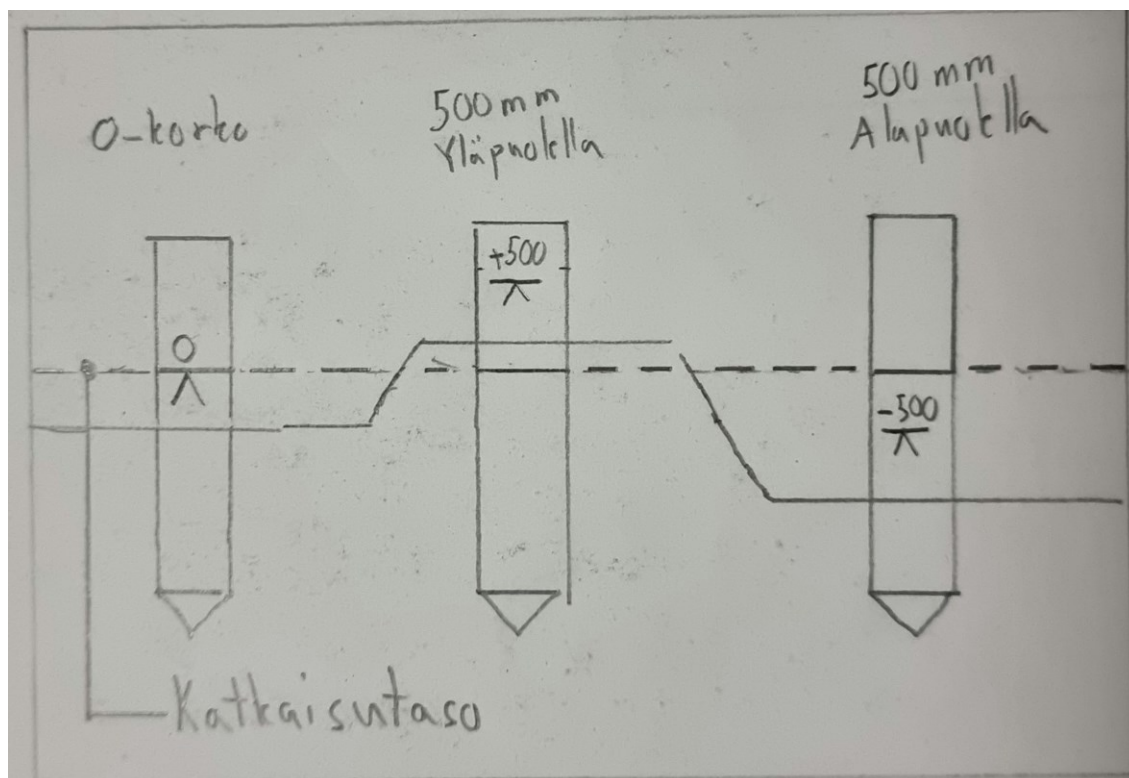 0-korko
500 mm
Yläpuolella
500 mm
Alapuolella
0
+500
-500
Katkaisutaso